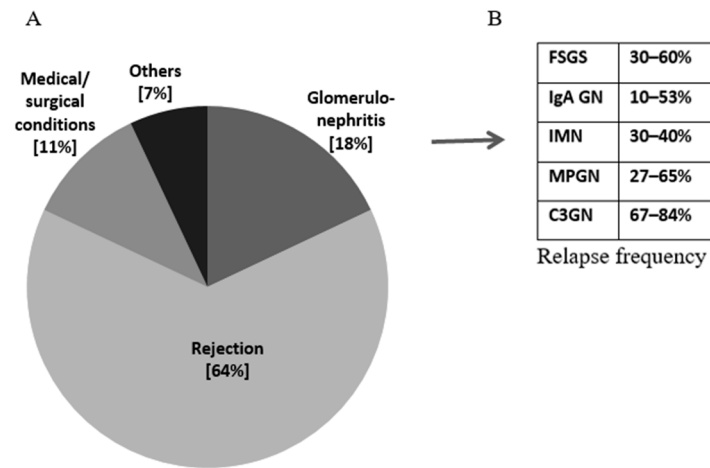 A
Others
[7%]
Medical/
surgical
conditions
[11%]
Glomerulo-
nephritis
[18%]
Rejection
[64%]
B
FSGS 30–60%
IgA GN 10–53%
IMN 30–40%
MPGN 27–65%
C3GN 67–84%
Relapse frequency